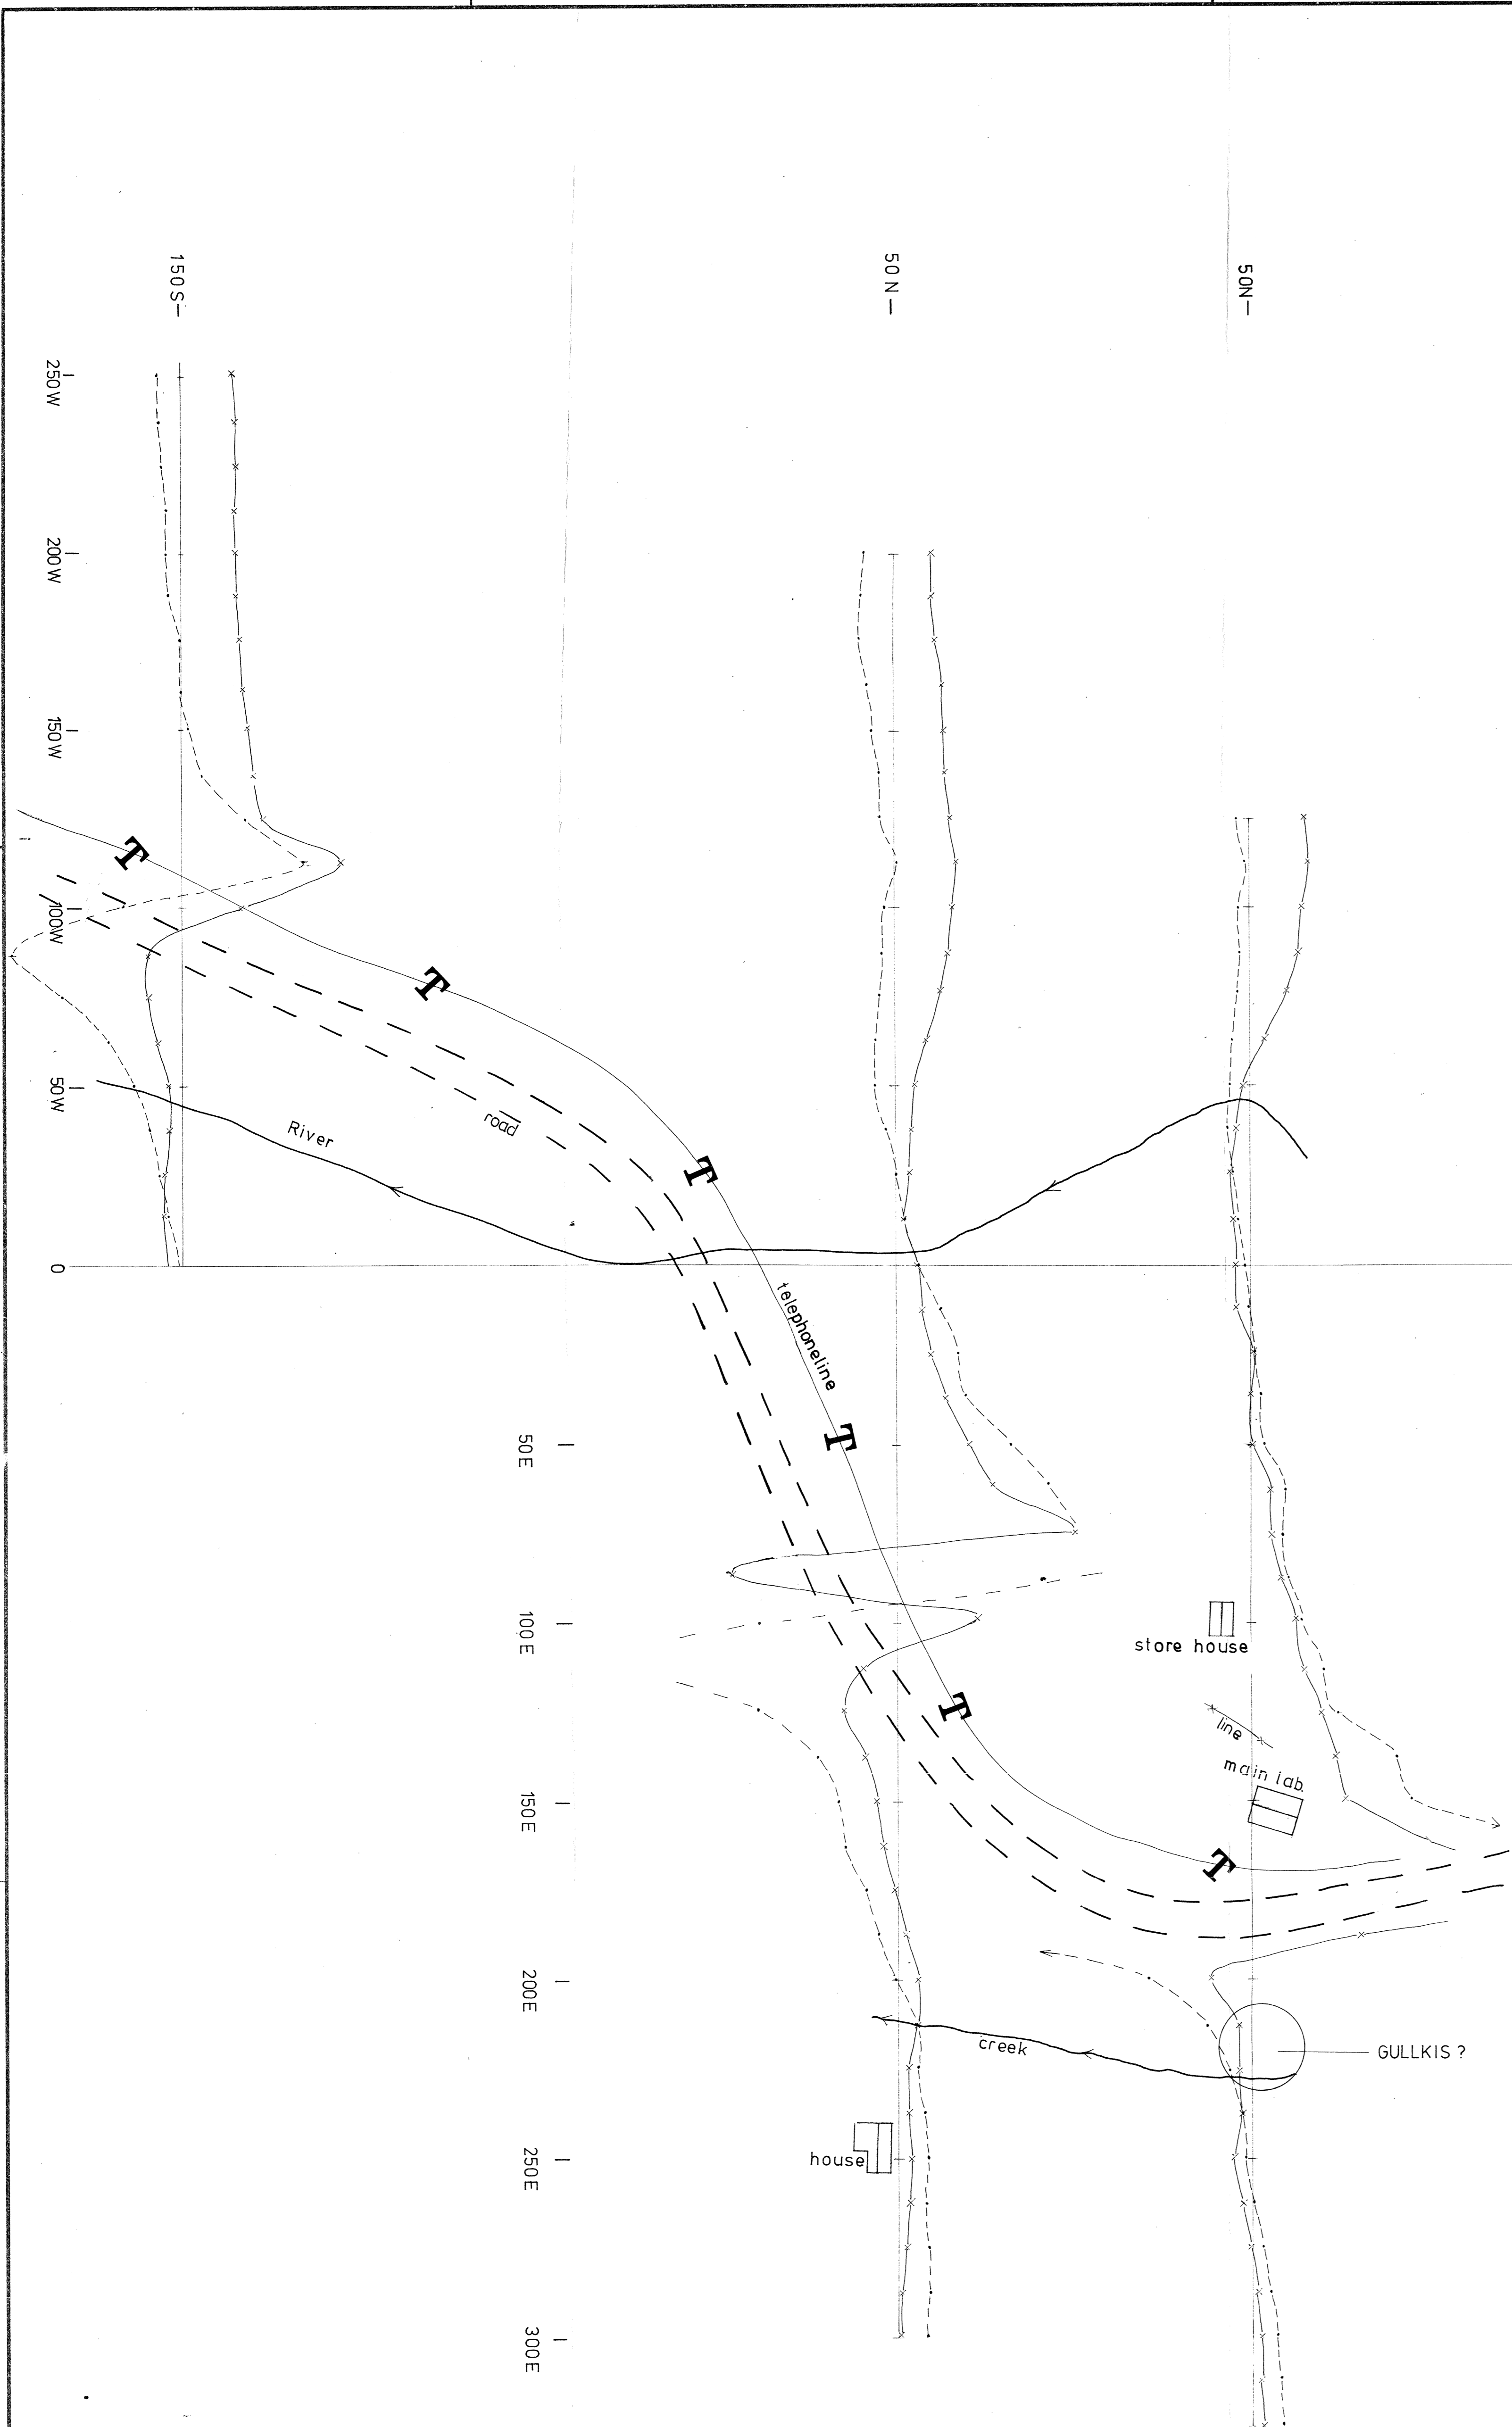 150S
50N
50N
250W
200W
150W
100W
50W
River
road
0
telephoneline
50E
100E
store house
line
main lab.
150E
200E
creek
GULLKIS ?
250E
house
300E
T
T
T
T
T
T